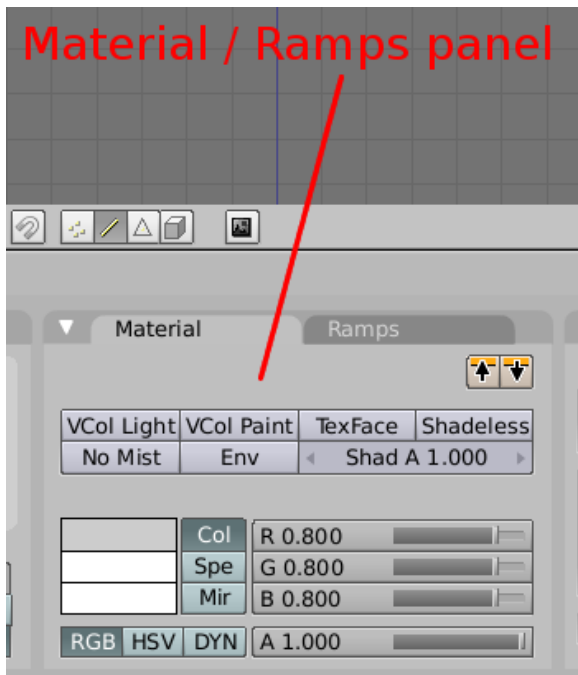 Material / Ramps panel
Material Ramps
VCol Light VCol Paint TexFace Shadeless
No Mist Env Shad A 1.000
Col R 0.800
Spe G 0.800
Mir B 0.800
RGB HSV DYN A 1.000